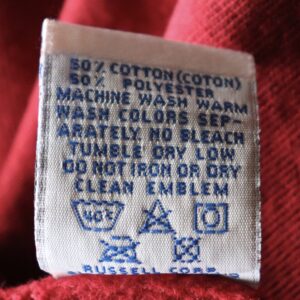 50% COTTON (COTON)
50% POLYESTER
MACHINE WASH WARM
WASH COLORS SEP-
ARATELY. NO BLEACH
TUMBLE DRY LOW
DO NOT IRON OR DRY
CLEAN EMBLEM
40°
RUSSELL CORP